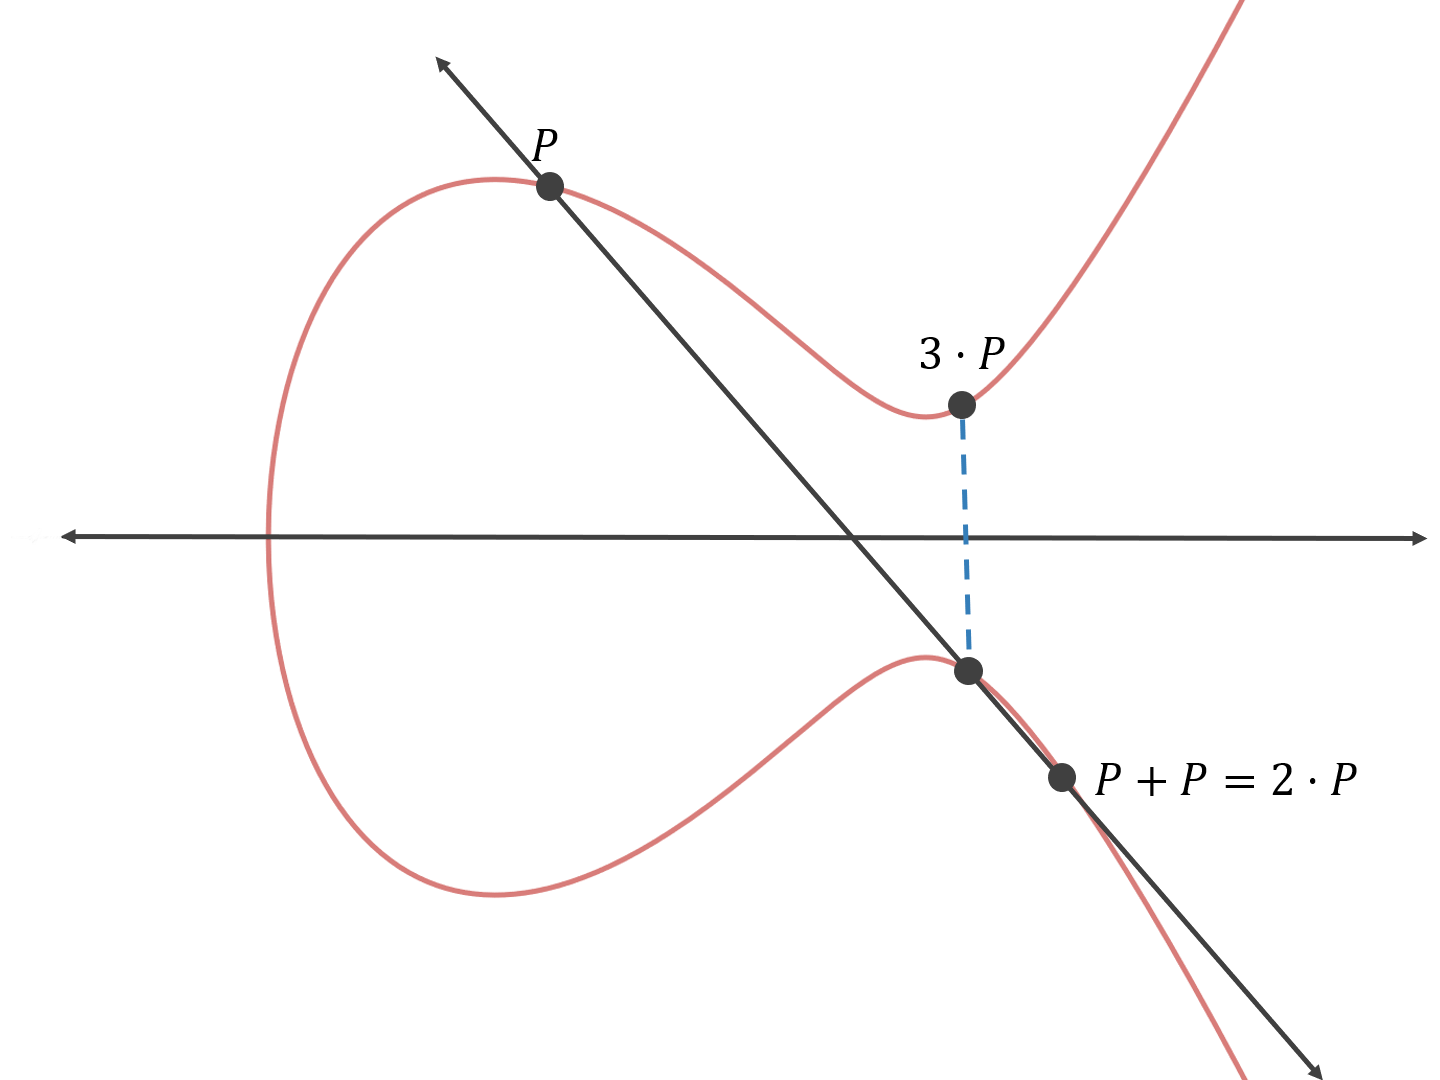 P
3 · P
P + P = 2 · P